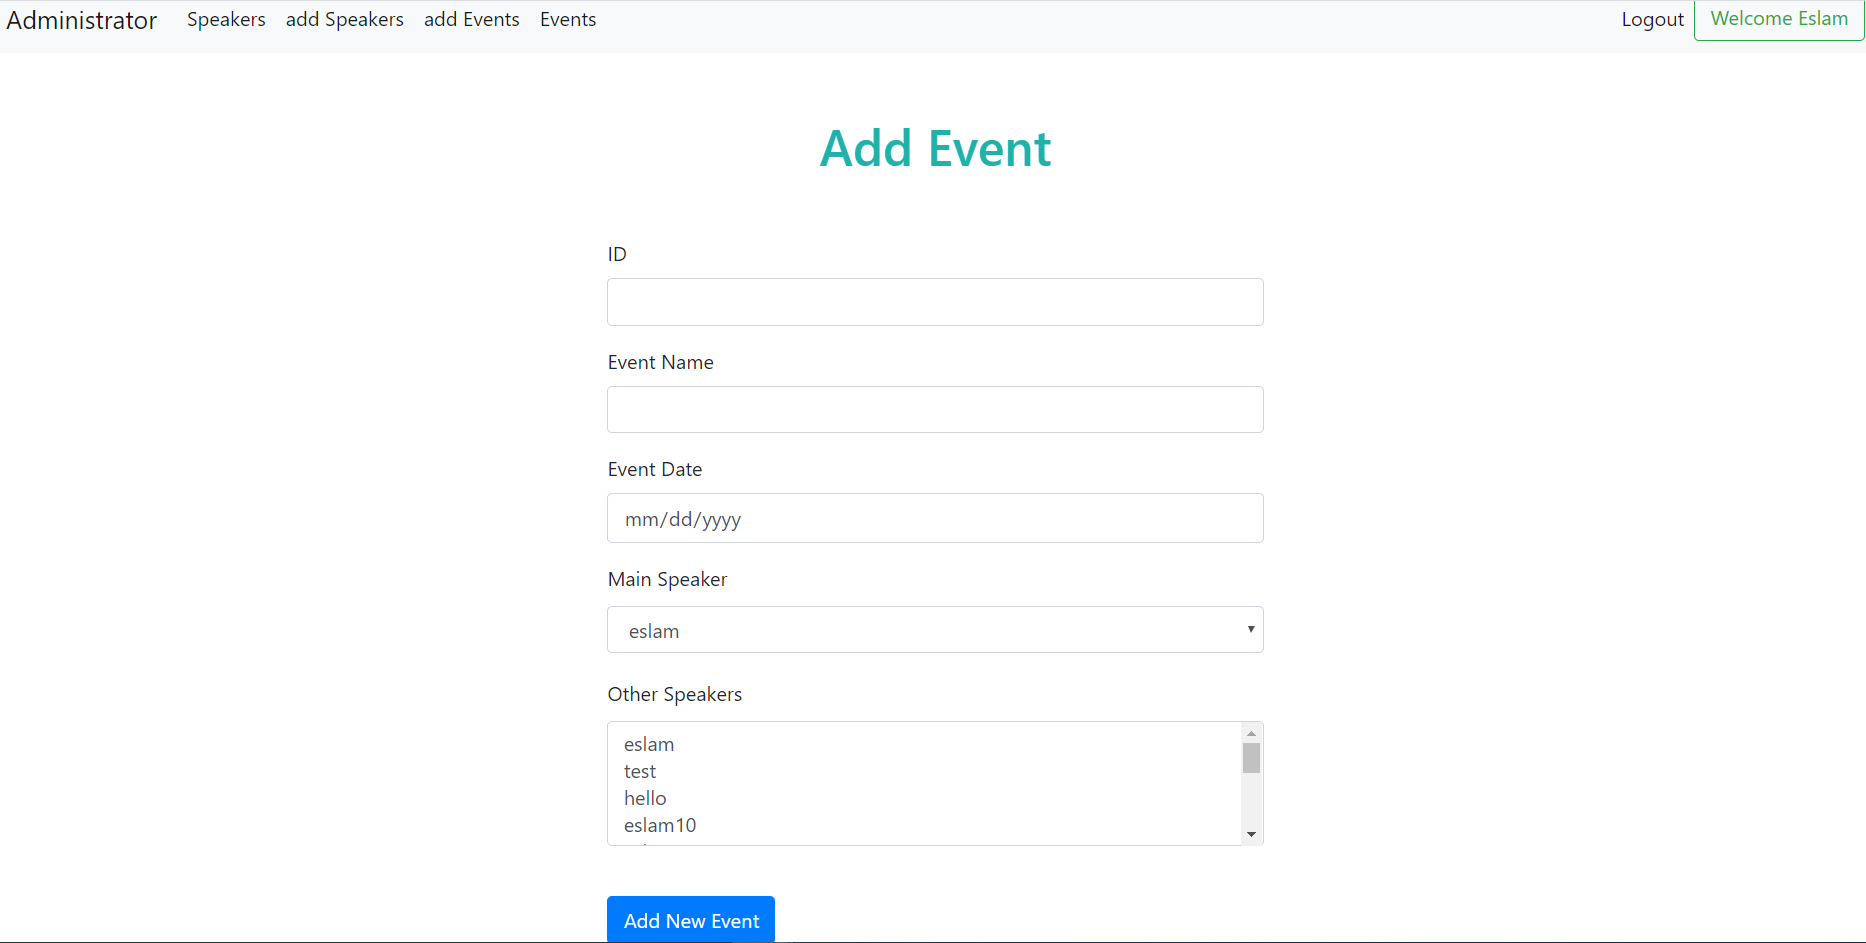 Administrator Speakers add Speakers add Events Events Logout Welcome Eslam
Add Event
ID
Event Name
Event Date
mm/dd/yyyy
Main Speaker
eslam
Other Speakers
eslam
test
hello
eslam10
Add New Event